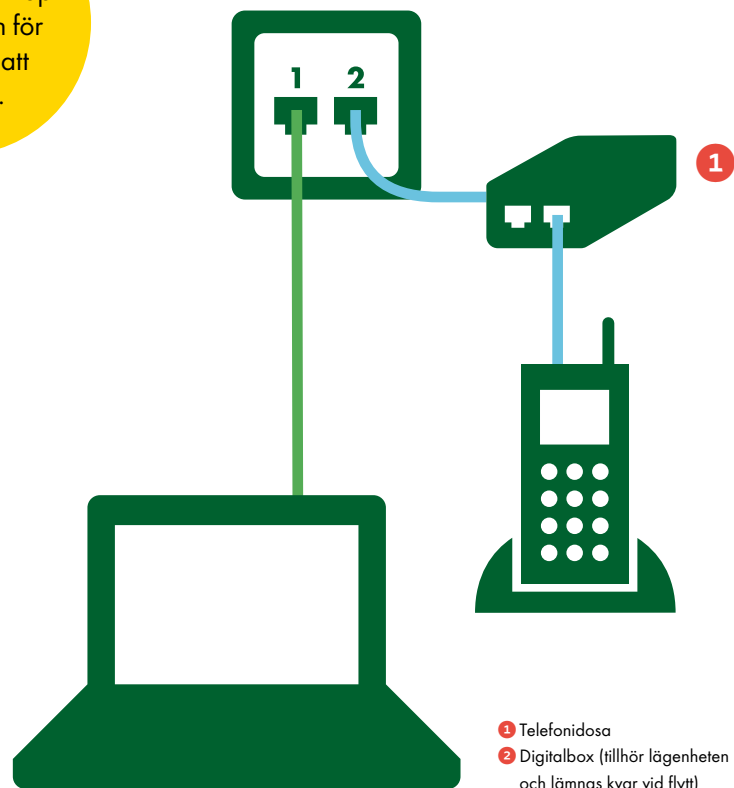 n för
att
1 2
1
1 Telefonidosa
2 Digitalbox (tillhör lägenheten
och lämnas kvar vid flytt)